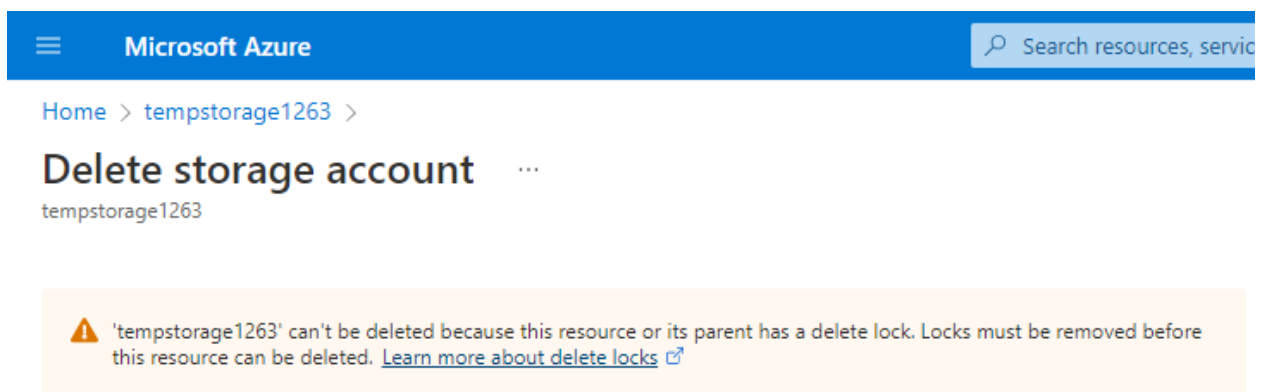 Microsoft Azure
Search resources, servic
Home > tempstorage1263 >
Delete storage account ...
tempstorage1263
'tempstorage1263' can't be deleted because this resource or its parent has a delete lock. Locks must be removed before
this resource can be deleted. Learn more about delete locks